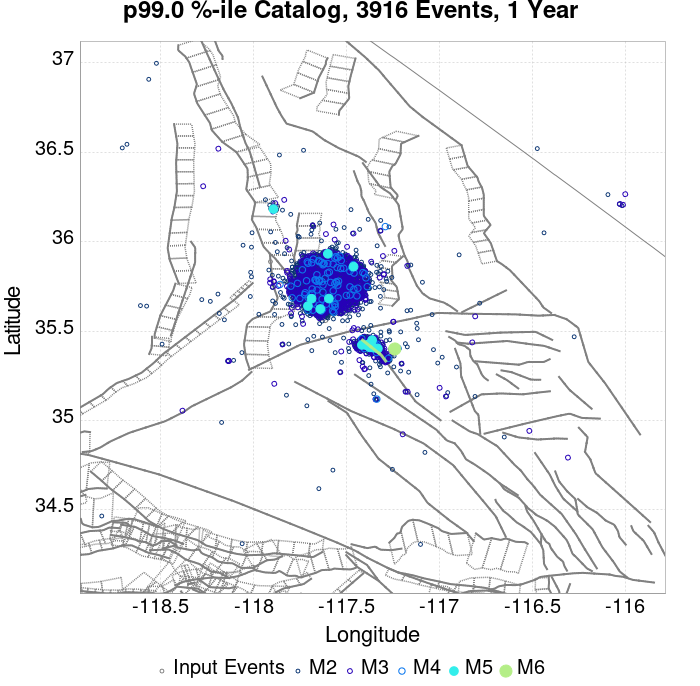 p99.0 %-ile Catalog, 3916 Events, 1 Year
37
36.5
36
35.5
35
34.5
Latitude
-118.5 -118 -117.5 -117 -116.5 -116
Longitude
Input Events M2 M3 M4 M5 M6